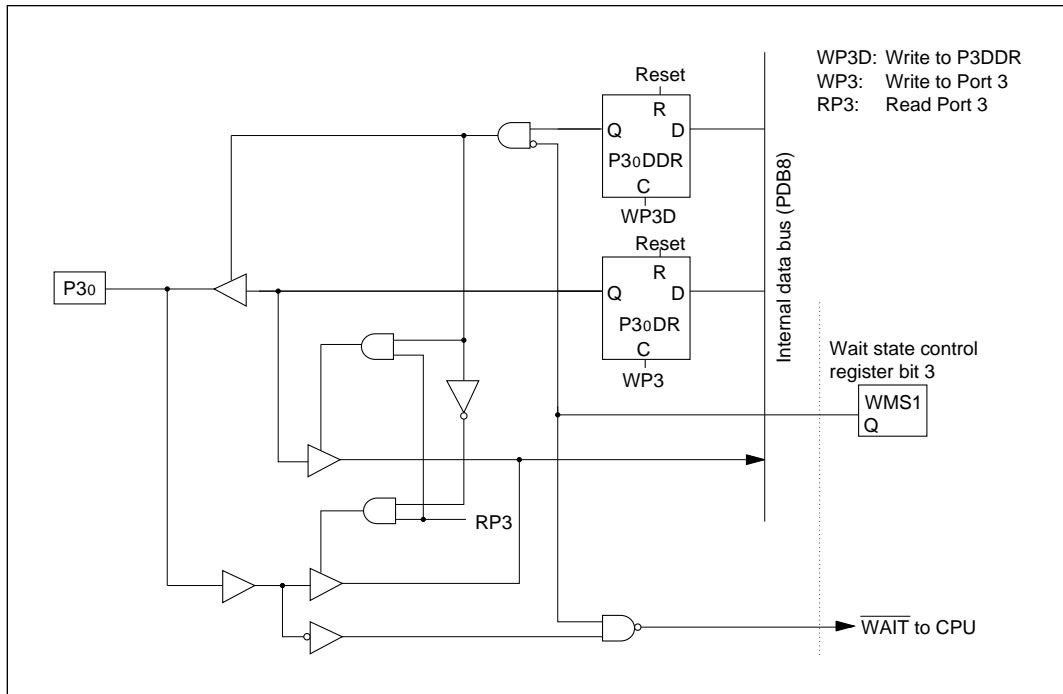 WP3D: Write to P3DDR
WP3: Write to Port 3
RP3: Read Port 3
Reset
R
Q D
P30DDR
C
WP3D
Reset
R
Q D
P30DR
C
WP3
P30
Internal data bus (PDB8)
Wait state control
register bit 3
WMS1
Q
RP3
WAIT to CPU